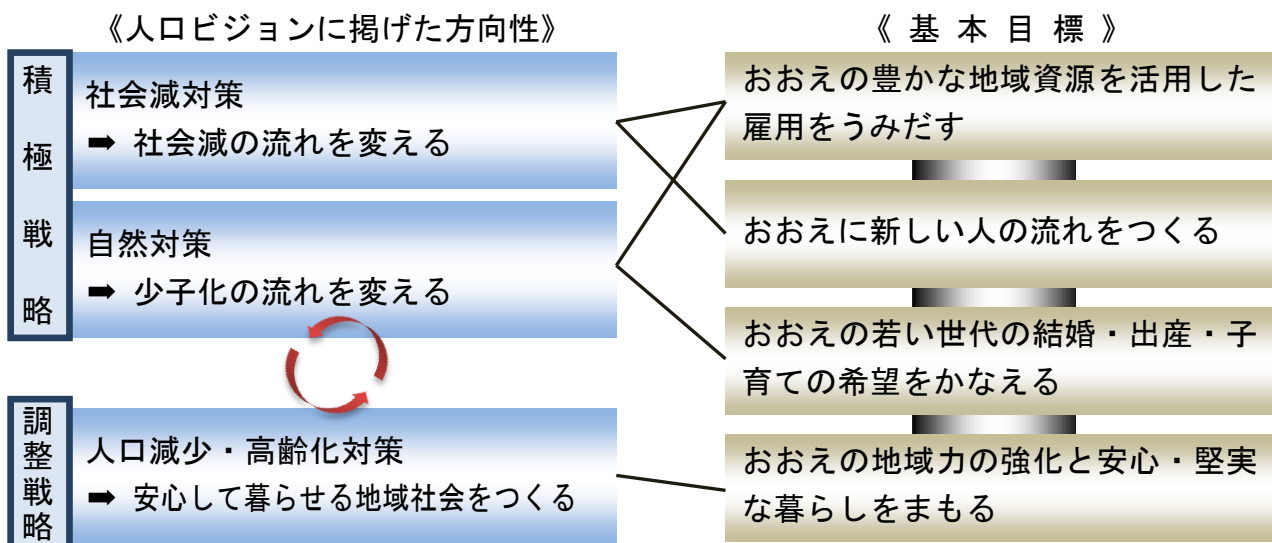 《人口ビジョンに掲げた方向性》
《 基 本 目 標 》
積極戦略
社会減対策
➡ 社会減の流れを変える
自然対策
➡ 少子化の流れを変える
調整戦略
人口減少・高齢化対策
➡ 安心して暮らせる地域社会をつくる
おおえの豊かな地域資源を活用した
雇用をうみだす
おおえに新しい人の流れをつくる
おおえの若い世代の結婚・出産・子
育ての希望をかなえる
おおえの地域力の強化と安心・堅実
な暮らしをまもる